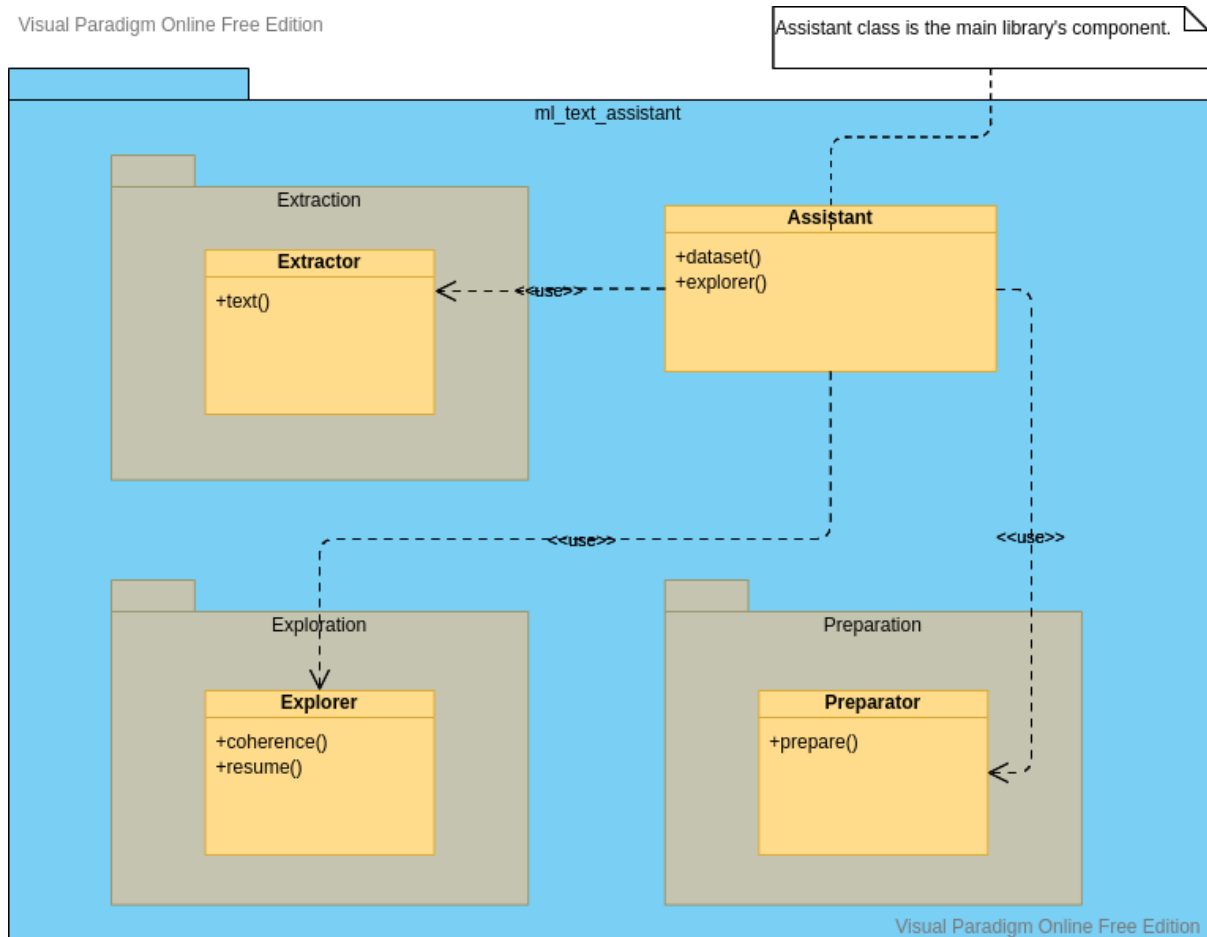 Visual Paradigm Online Free Edition
Assistant class is the main library's component.
ml_text_assistant
Extraction
Extractor
+text()
<<use>>
Assistant
+dataset()
+explorer()
<<use>>
<<use>>
Exploration
Explorer
+coherence()
+resume()
Preparation
Preparator
+prepare()
Visual Paradigm Online Free Edition